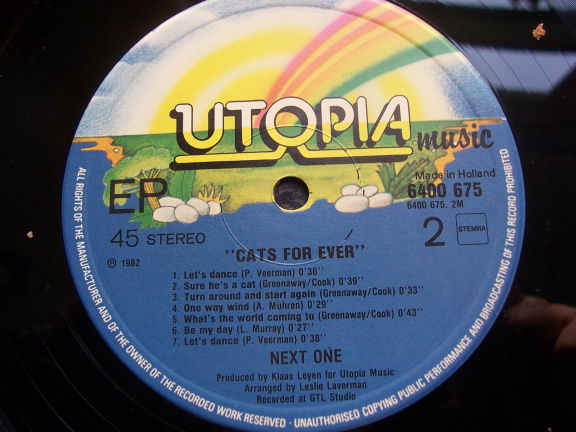 UTOPIA
music
Made in Holland
EP
6400 675
6400 675. 2M
45 STEREO
2
STEMRA
℗ 1982
"CATS FOR EVER"
1. Let's dance (P. Veerman) 0'36"
2. Sure he's a cat (Greenaway/Cook) 0'39"
3. Turn around and start again (Greenaway/Cook) 0'33"
4. One way wind (A. Mühren) 0'29"
5. What's the world coming to (Greenaway/Cook) 0'43"
6. Be my day (L. Murray) 0'27"
7. Let's dance (P. Veerman) 0'38"
NEXT ONE
Produced by Klaas Leyen for Utopia Music
Arranged by Leslie Laverman
Recorded at GTL Studio
ALL RIGHTS OF THE MANUFACTURER AND OF THE OWNER OF THE RECORDED WORK RESERVED · UNAUTHORISED COPYING PUBLIC PERFORMANCE AND BROADCASTING OF THIS RECORD PROHIBITED